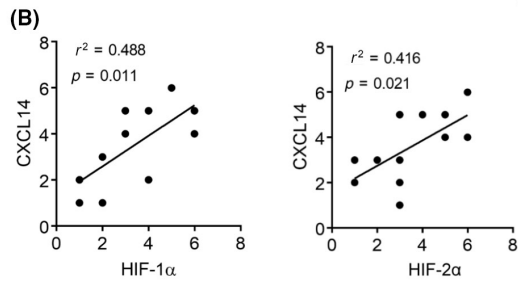 (B)
8
6
4
2
0
CXCL14
r² = 0.488
p = 0.011
0 2 4 6 8
HIF-1α
8
6
4
2
0
CXCL14
r² = 0.416
p = 0.021
0 2 4 6 8
HIF-2α